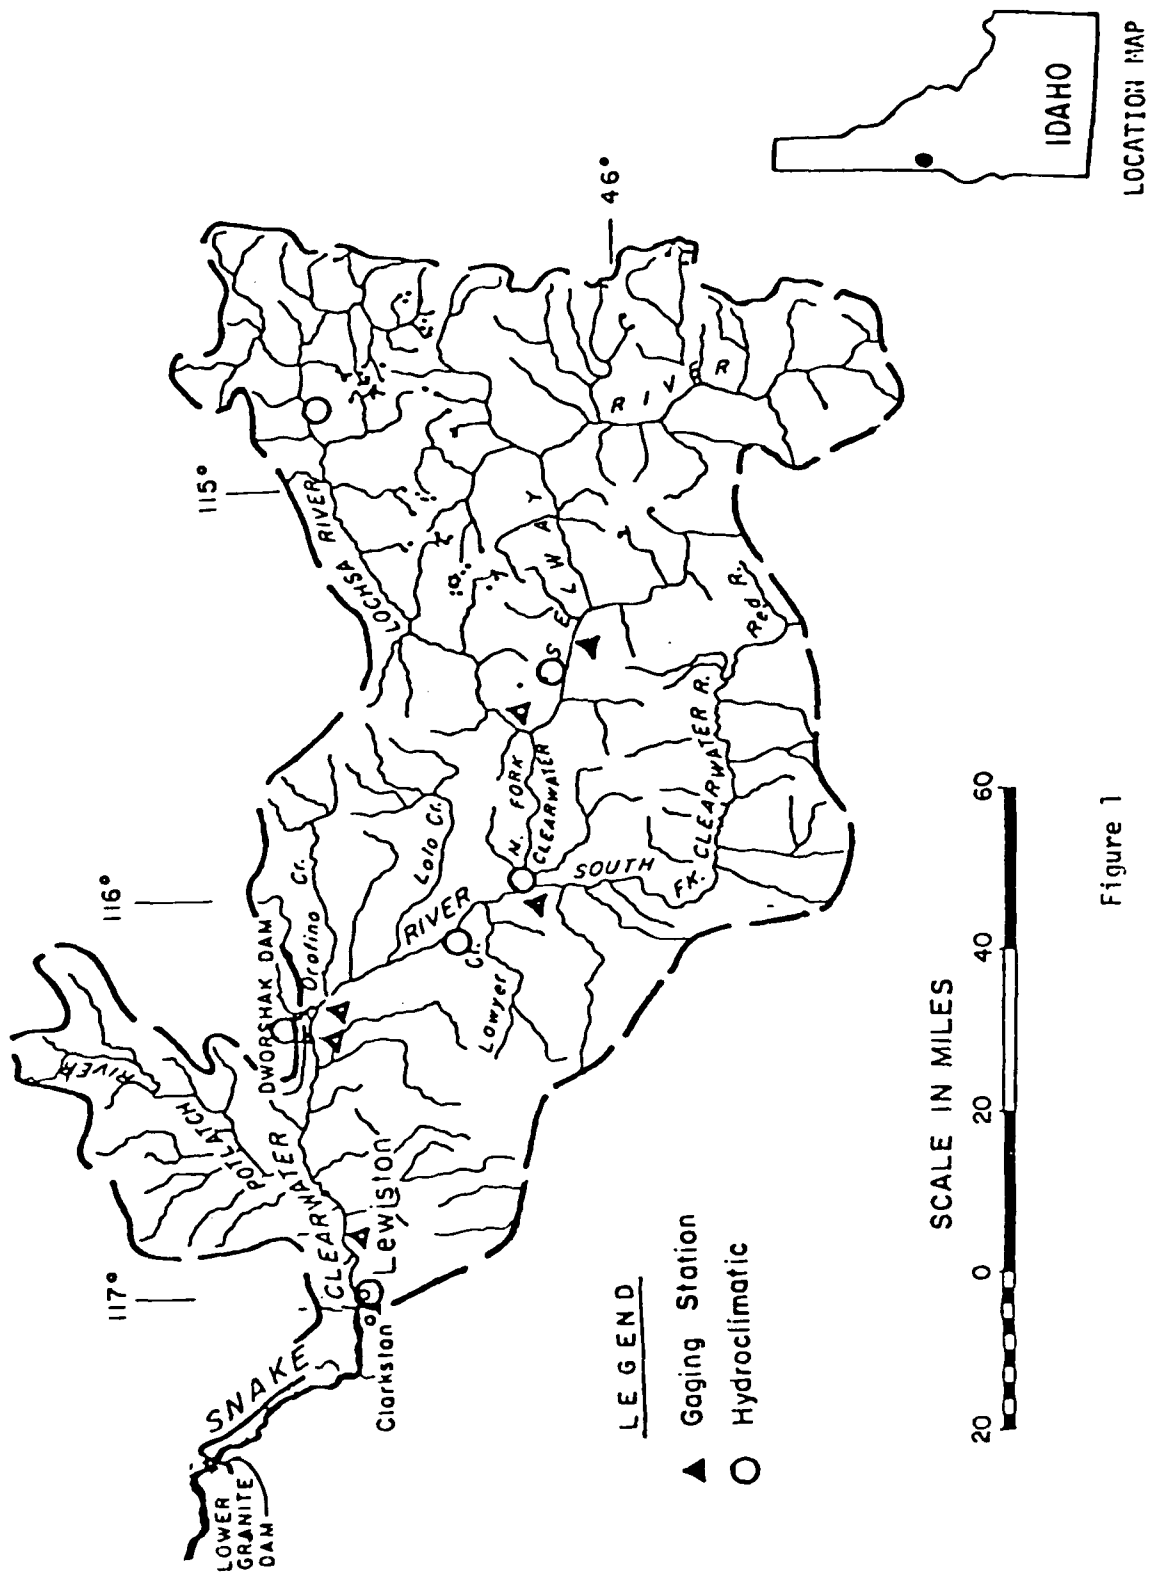 117°
116°
115°
46°
SNAKE
LOWER
GRANITE
DAM
Clarkston
Lewiston
CLEARWATER
POTLATCH
RIVER
DWORSHAK DAM
Orofino Cr.
Lolo Cr.
RIVER
Lowyer Cr.
LOCHSA RIVER
M. FORK
CLEARWATER
SOUTH
FK. CLEARWATER R.
Red R.
SELWAY
RIVER
LEGEND
Gaging Station
Hydroclimatic
SCALE IN MILES
20 0 20 40 60
Figure 1
IDAHO
LOCATION MAP